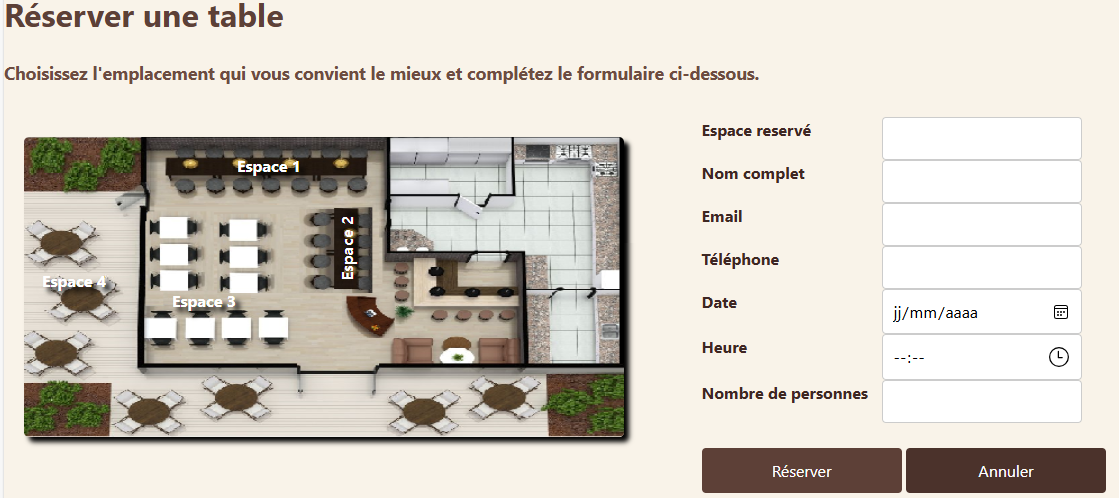 Réserver une table
Choisissez l'emplacement qui vous convient le mieux et complétez le formulaire ci-dessous.
Espace 1
Espace 2
Espace 3
Espace 4
Espace reservé
Nom complet
Email
Téléphone
Date
jj/mm/aaaa
Heure
--:--
Nombre de personnes
Réserver
Annuler